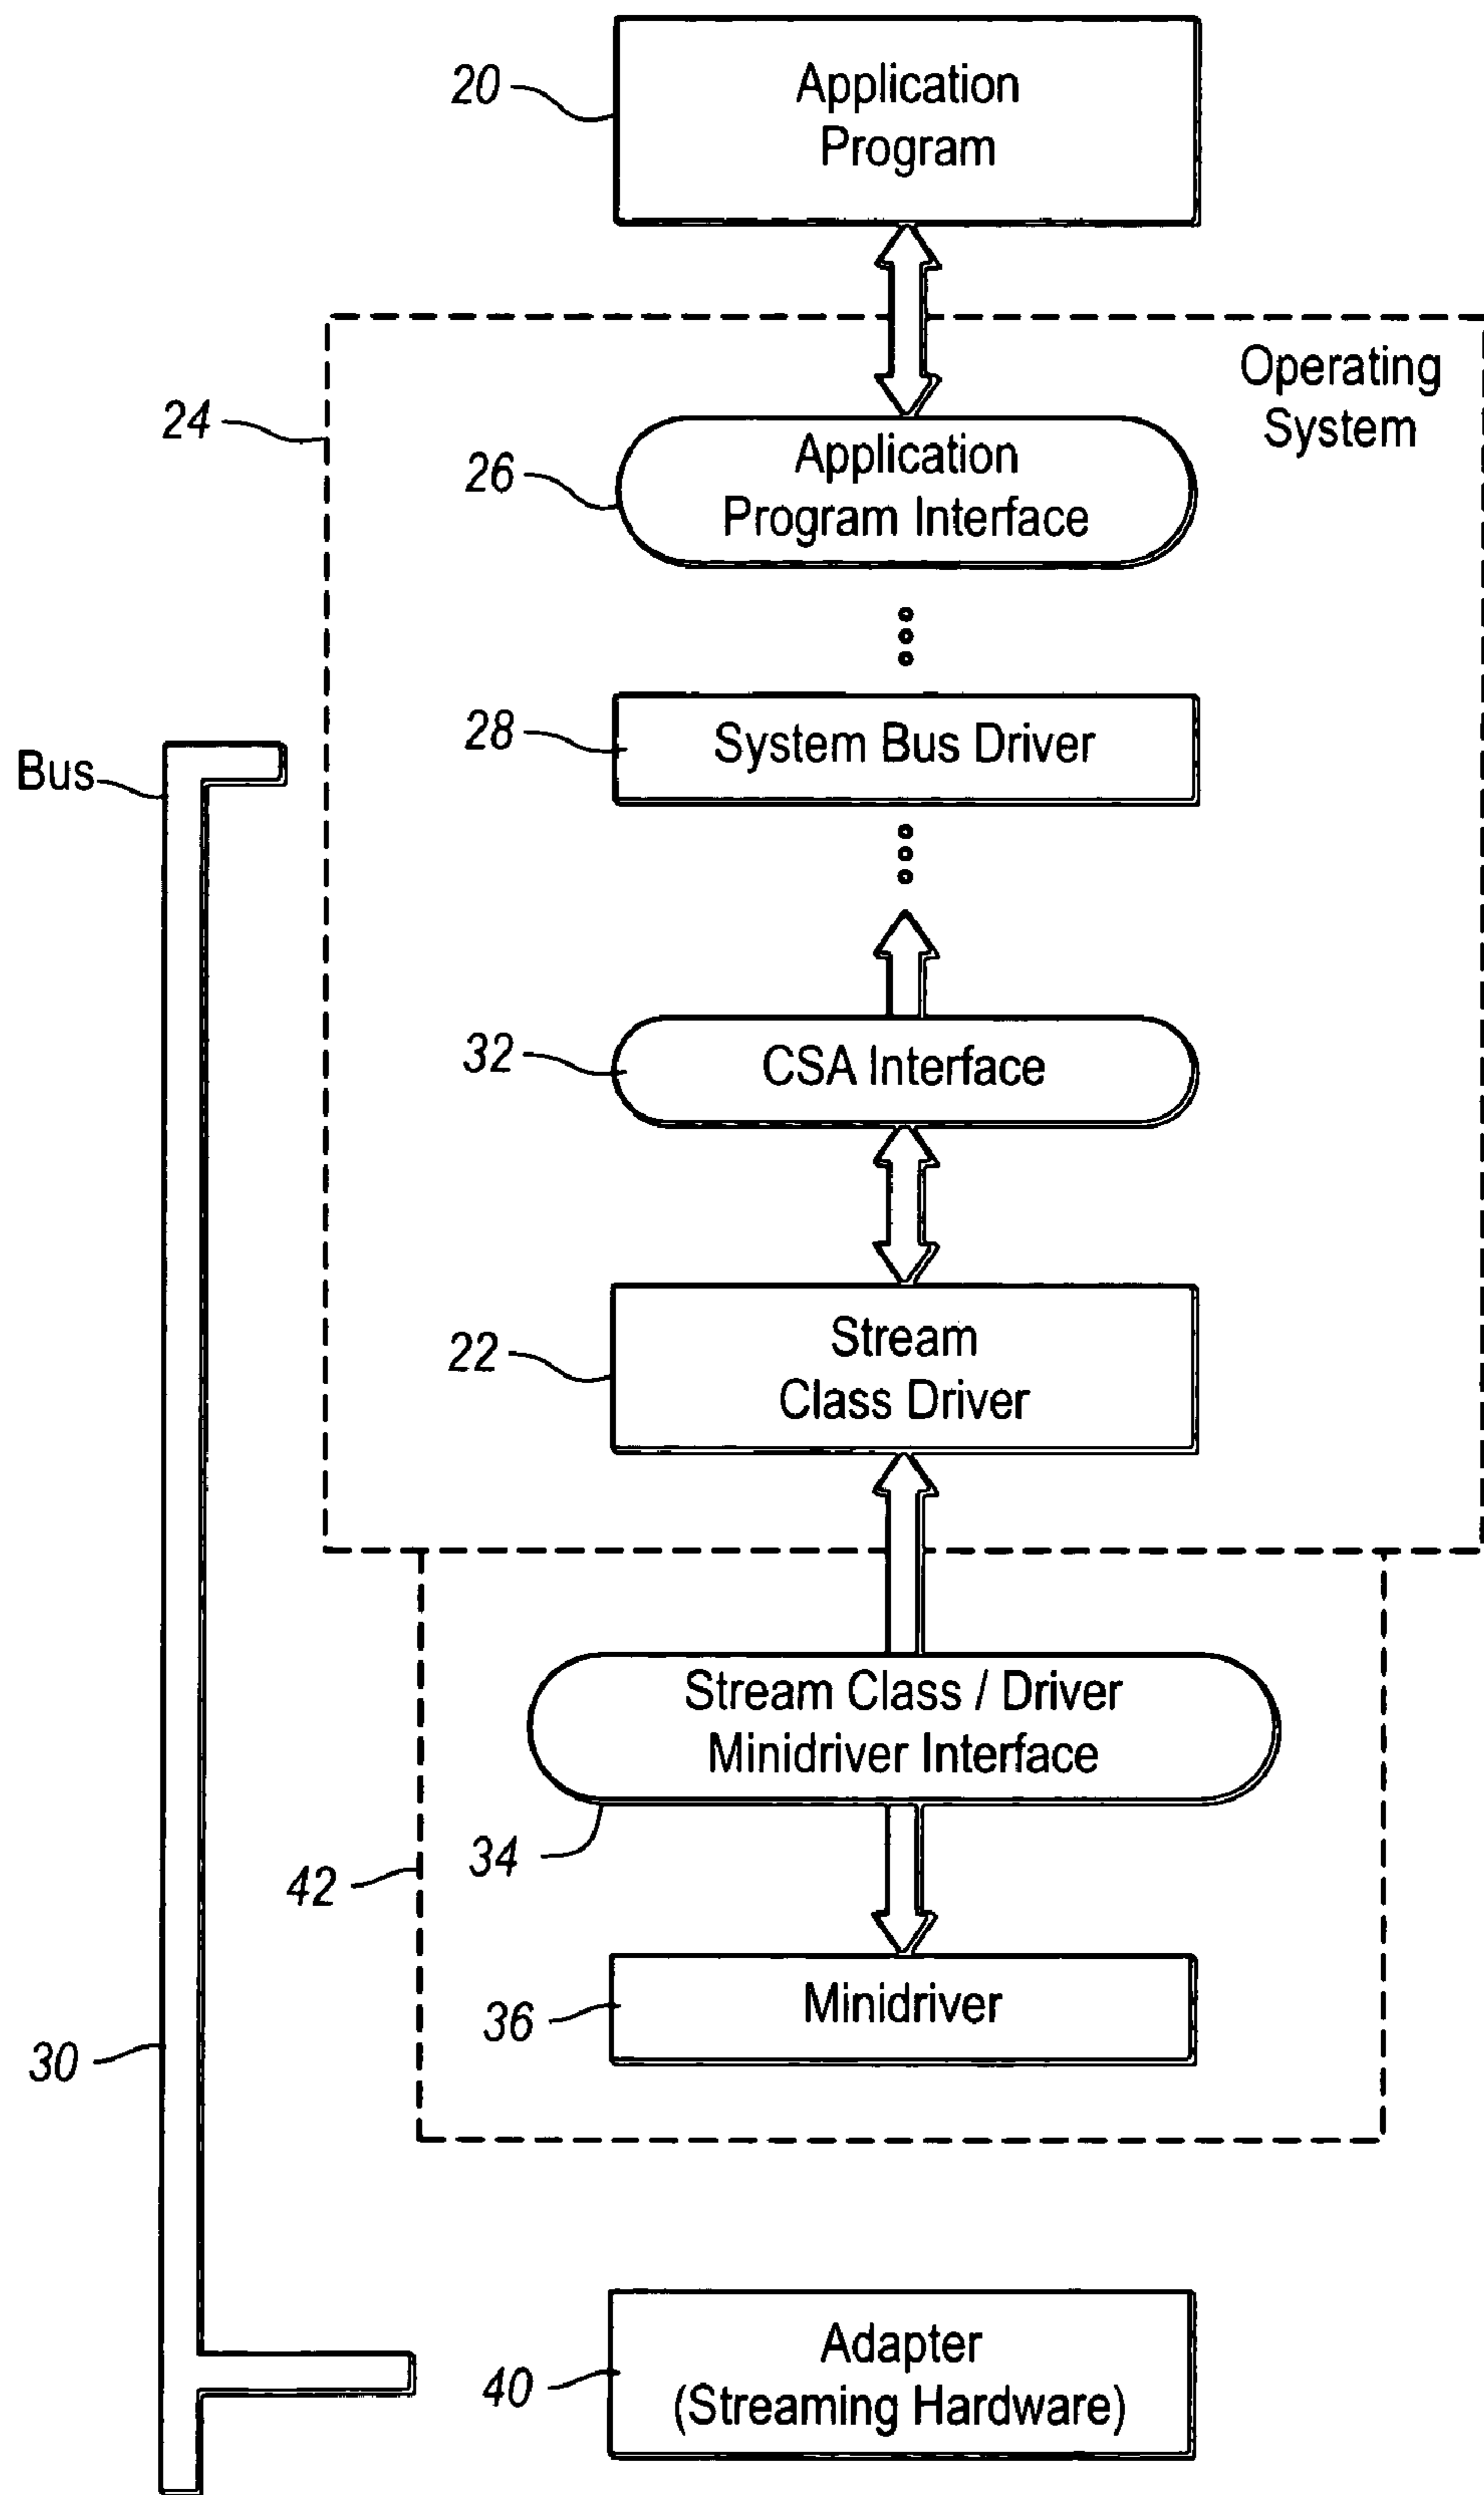 20
Application
Program
Operating
System
24
26
Application
Program Interface
28
System Bus Driver
Bus
32
CSA Interface
22
Stream
Class Driver
Stream Class / Driver
Minidriver Interface
34
42
36
Minidriver
30
40
Adapter
(Streaming Hardware)